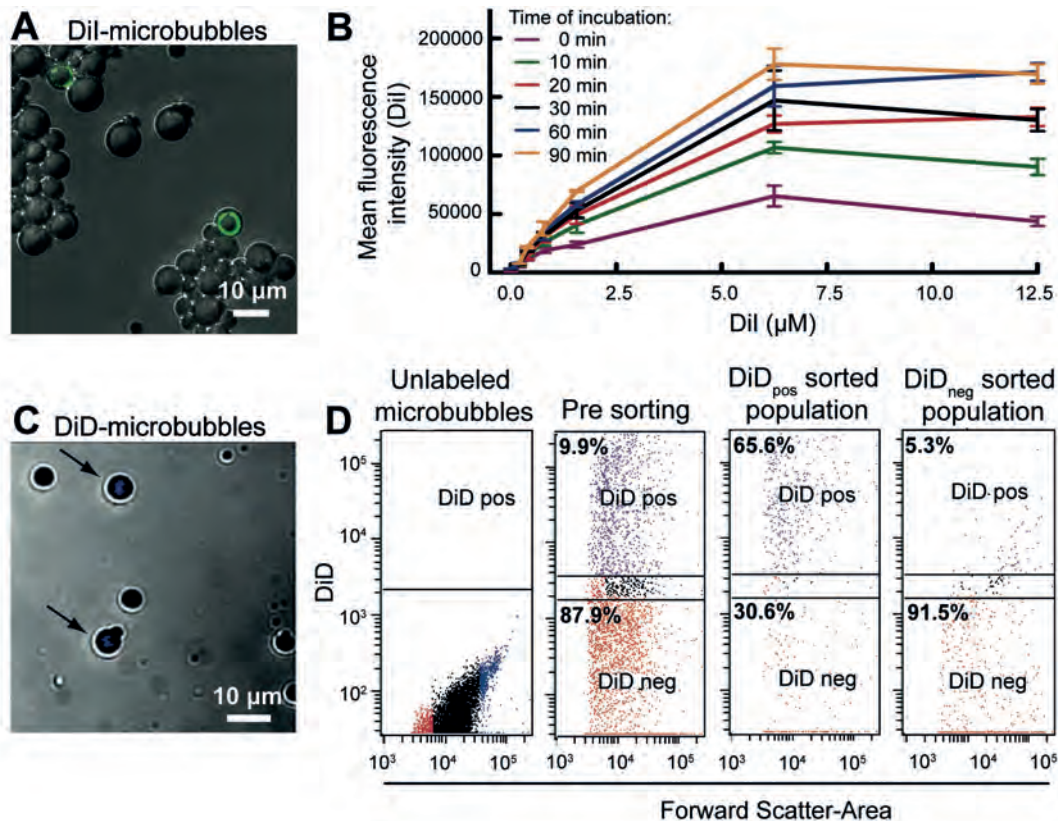 A
DiI-microbubbles
10 µm
B
Time of incubation:
0 min
10 min
20 min
30 min
60 min
90 min
Mean fluorescence
intensity (DiI)
200000
150000
100000
50000
0
0.0 2.5 5.0 7.5 10.0 12.5
DiI (µM)
C
DiD-microbubbles
10 µm
D
Unlabeled
microbubbles
Pre sorting
DiDpos sorted
population
DiDneg sorted
population
DiD
10⁵
10⁴
10³
10²
DiD pos
9.9%
DiD pos
87.9%
DiD neg
65.6%
DiD pos
30.6%
DiD neg
5.3%
DiD pos
91.5%
DiD neg
10³ 10⁴ 10⁵
10³ 10⁴ 10⁵
10³ 10⁴ 10⁵
10³ 10⁴ 10⁵
Forward Scatter-Area